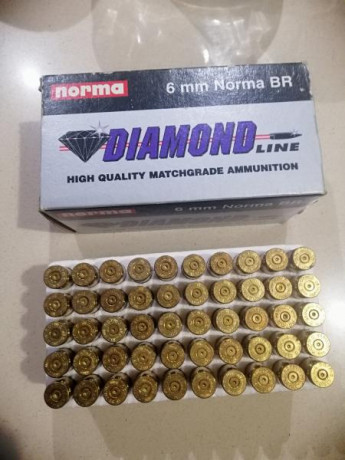 norma
6 mm Norma BR
DIAMOND
LINE
HIGH QUALITY MATCHGRADE AMMUNITION
norma
6 mm Norma BR